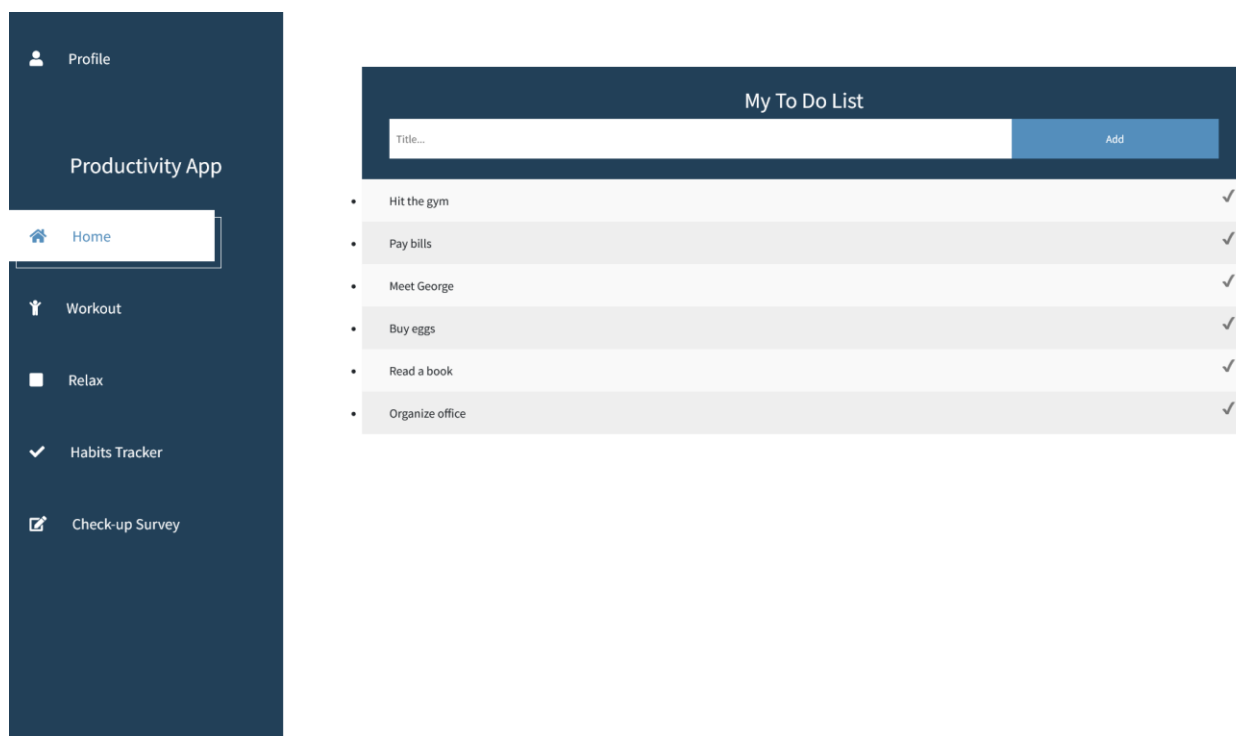 Profile
Productivity App
Home
Workout
Relax
Habits Tracker
Check-up Survey
My To Do List
Title...
Add
Hit the gym
Pay bills
Meet George
Buy eggs
Read a book
Organize office